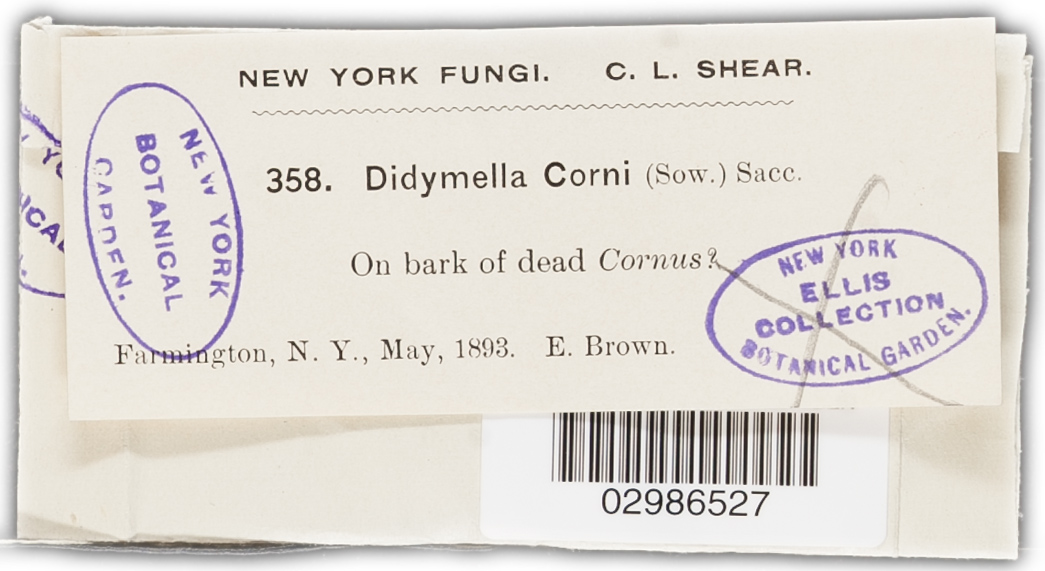 NEW YORK FUNGI. C. L. SHEAR.
NEW YORK
BOTANICAL
GARDEN.
358. Didymella Corni (Sow.) Sacc.
On bark of dead Cornus?
NEW YORK
ELLIS
COLLECTION
BOTANICAL GARDEN.
Farmington, N. Y., May, 1893. E. Brown.
02986527